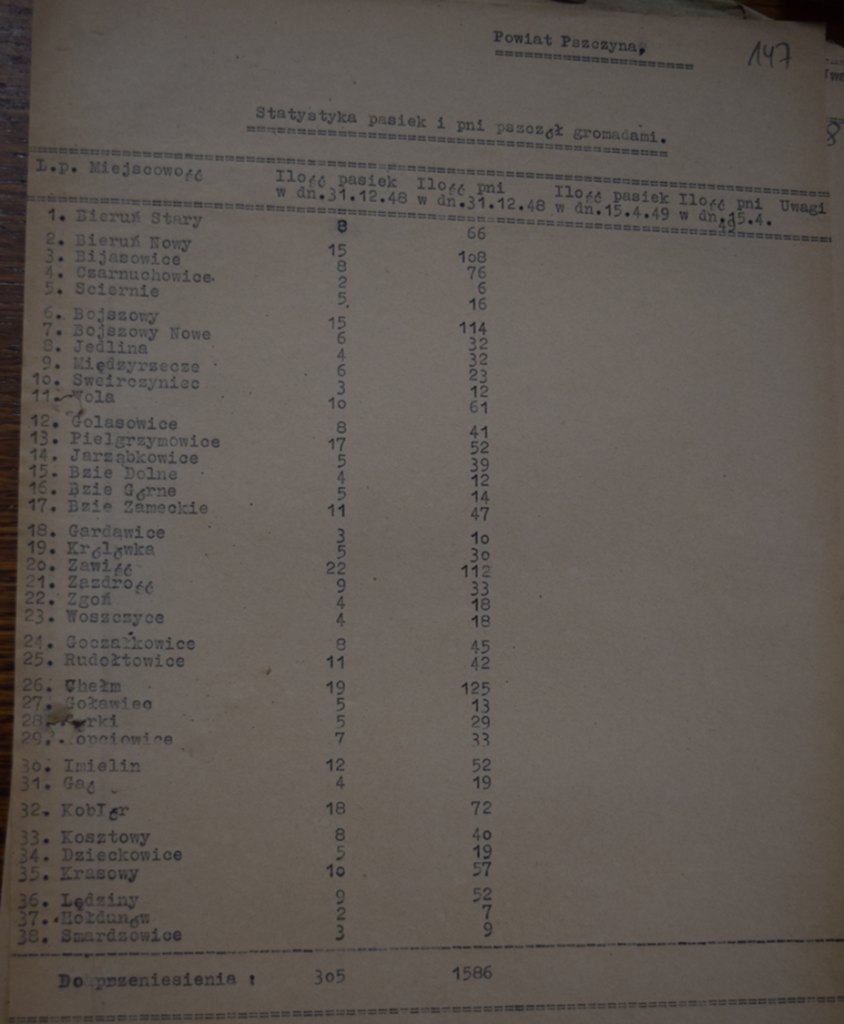 Powiat Pszczyna,
147
Statystyka pasiek i pni pszczół gromadami.
L.p. Miejscowość Ilość pasiek Ilość pni Ilość pasiek Ilość pni Uwagi
w dn.31.12.48 w dn.31.12.48 w dn.15.4.49 w dn.15.4.
49
1. Bieruń Stary 8 66
2. Bieruń Nowy 15 108
3. Bijasowice 8 76
4. Czarnuchowice 2 6
5. Sciernie 5. 16
6. Bojszowy 15 114
7. Bojszowy Nowe 6 32
8. Jedlina 4 32
9. Międzyrzecze 6 23
10. Sweirczyniec 3 12
11. Wola 10 61
12. Golasowice 8 41
13. Pielgrzymowice 17 52
14. Jarząbkowice 5 39
15. Bzie Dolne 4 12
16. Bzie Górne 5 14
17. Bzie Zameckie 11 47
18. Gardawice 3 10
19. Królówka 5 30
20. Zawiść 22 112
21. Zazdrość 9 33
22. Zgoń 4 18
23. Woszczyce 4 18
24. Goczałkowice 8 45
25. Rudołtowice 11 42
26. Chełm 19 125
27. Goławiec 5 13
28. rki 5 29
29. opciowice 7 33
30. Imielin 12 52
31. Gać 4 19
32. Kobiór 18 72
33. Kosztowy 8 40
34. Dzieckowice 5 19
35. Krasowy 10 57
36. Lędziny 9 52
37. Hołdunów 2 7
38. Smardzowice 3 9
Do przeniesienia : 305 1586